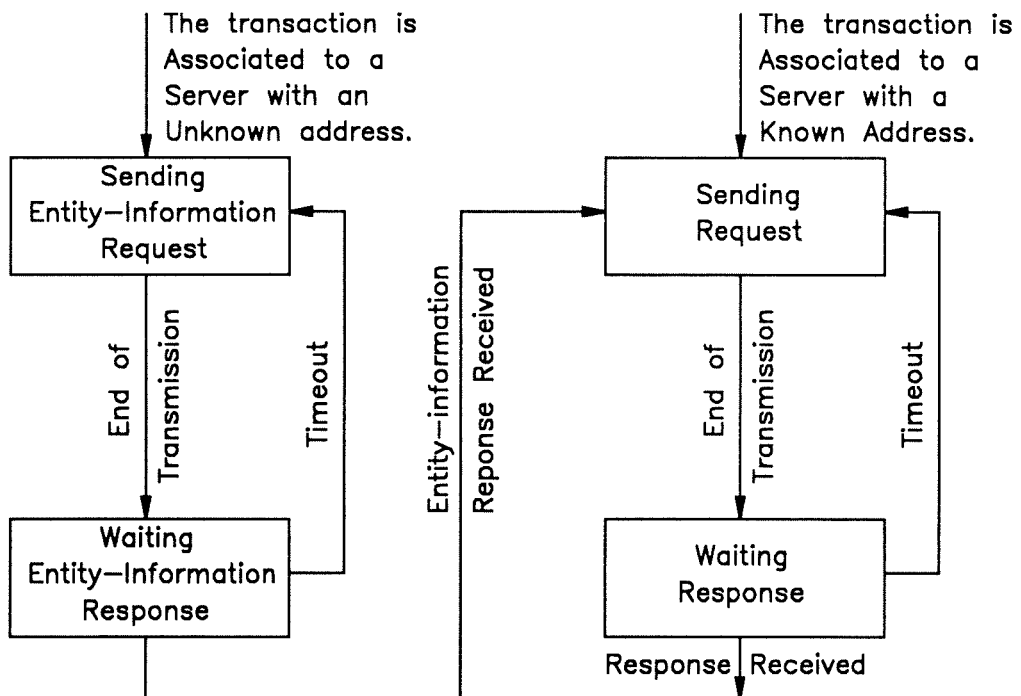 The transaction is
Associated to a
Server with an
Unknown address.
Sending
Entity-Information
Request
End of
Transmission
Timeout
Waiting
Entity-Information
Response
Entity-information
Reponse Received
The transaction is
Associated to a
Server with a
Known Address.
Sending
Request
End of
Transmission
Timeout
Waiting
Response
Response Received